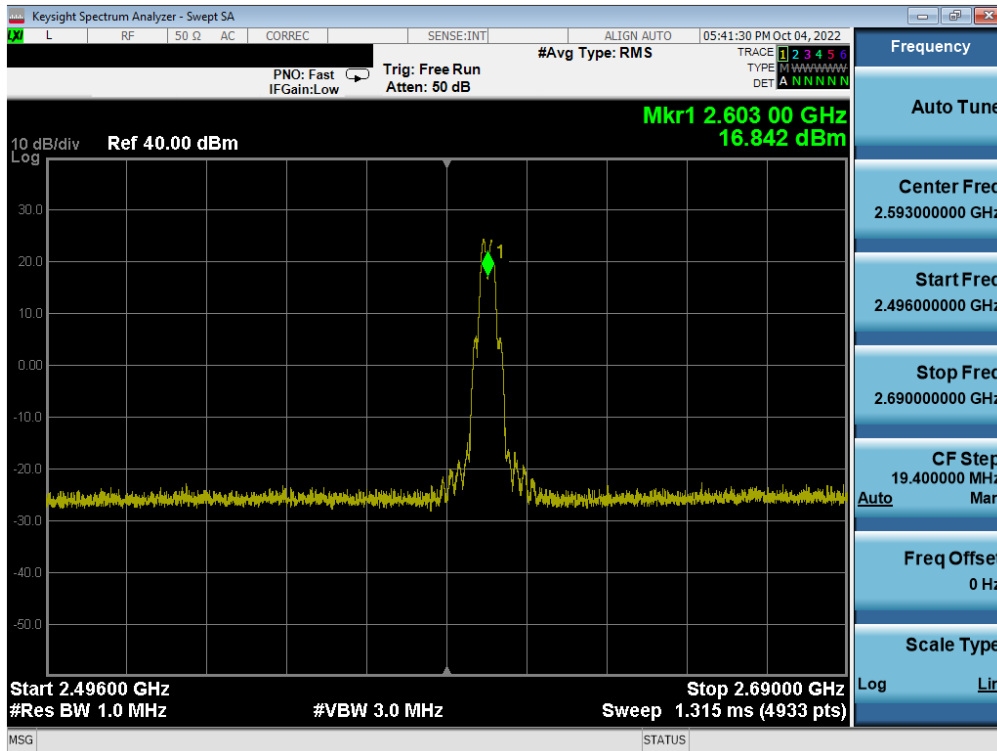 Keysight Spectrum Analyzer - Swept SA
LXI L RF 50 Ω AC CORREC SENSE:INT ALIGN AUTO 05:41:30 PM Oct 04, 2022
#Avg Type: RMS TRACE 1 2 3 4 5 6
PNO: Fast Trig: Free Run TYPE M WWWWW
IFGain:Low Atten: 50 dB DET A N N N N N
Mkr1 2.603 00 GHz
16.842 dBm
10 dB/div Ref 40.00 dBm
Log
30.0
20.0
10.0
0.00
-10.0
-20.0
-30.0
-40.0
-50.0
1
Start 2.49600 GHz Stop 2.69000 GHz
#Res BW 1.0 MHz #VBW 3.0 MHz Sweep 1.315 ms (4933 pts)
MSG STATUS
Frequency
Auto Tune
Center Freq
2.593000000 GHz
Start Freq
2.496000000 GHz
Stop Freq
2.690000000 GHz
CF Step
19.400000 MHz
Auto Man
Freq Offset
0 Hz
Scale Type
Log Lin